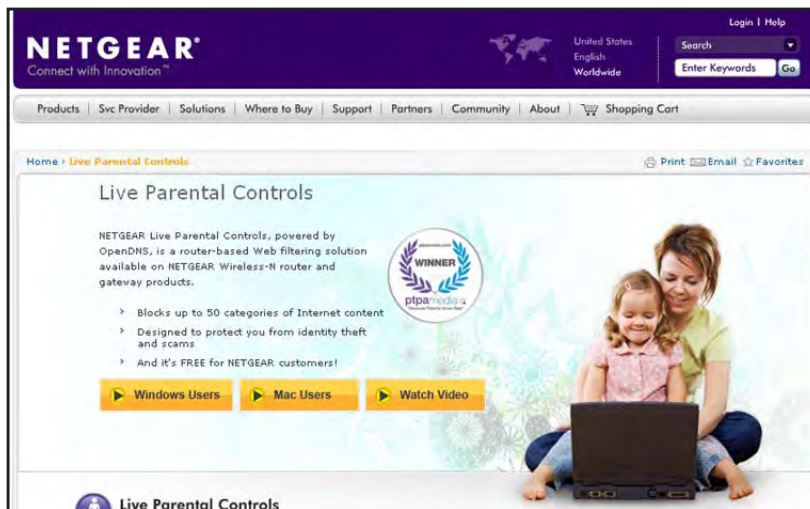 Login | Help
NETGEAR®
Connect with Innovation™
United States
English
Worldwide
Search
Enter Keywords Go
Products | Svc Provider | Solutions | Where to Buy | Support | Partners | Community | About | Shopping Cart
Home › Live Parental Controls
Print Email Favorites
Live Parental Controls
NETGEAR Live Parental Controls, powered by
OpenDNS, is a router-based Web filtering solution
available on NETGEAR Wireless-N router and
gateway products.
› Blocks up to 50 categories of Internet content
› Designed to protect you from identity theft
and scams
› And it's FREE for NETGEAR customers!
WINNER
ptpamedia
Windows Users
Mac Users
Watch Video
Live Parental Controls